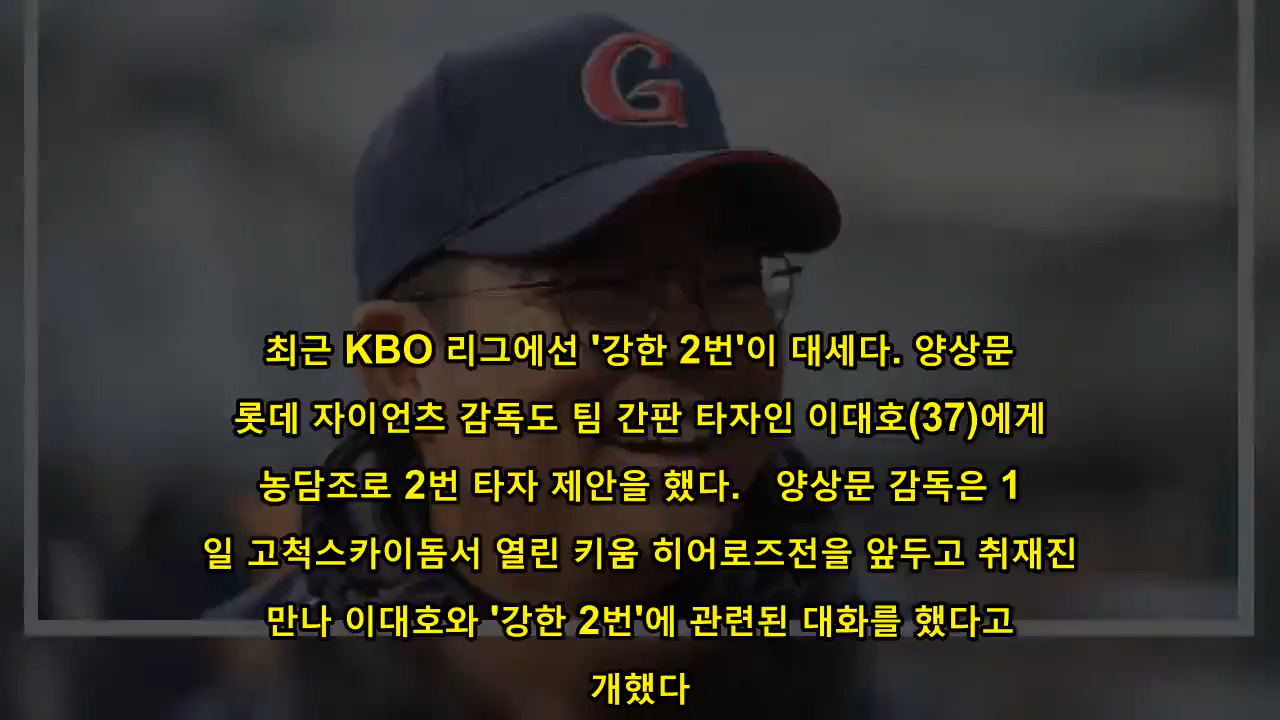 G
최근 KBO 리그에선 '강한 2번'이 대세다. 양상문
롯데 자이언츠 감독도 팀 간판 타자인 이대호(37)에게
농담조로 2번 타자 제안을 했다.   양상문 감독은 1
일 고척스카이돔서 열린 키움 히어로즈전을 앞두고 취재진
만나 이대호와 '강한 2번'에 관련된 대화를 했다고
개했다